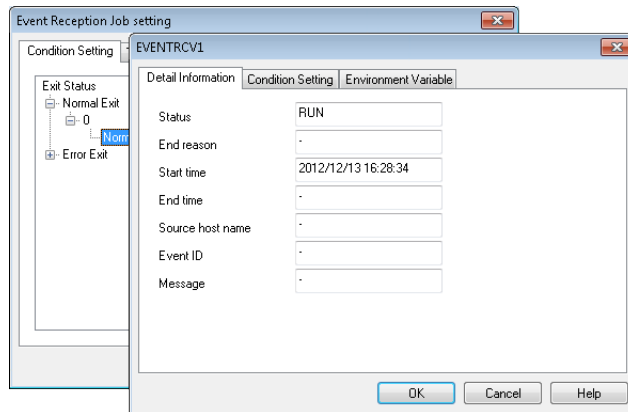 Event Reception Job setting
Condition Setting
Exit Status
Normal Exit
0
Error Exit
EVENTRCV1
Detail Information Condition Setting Environment Variable
Status RUN
End reason -
Start time 2012/12/13 16:28:34
End time -
Source host name -
Event ID -
Message -
OK Cancel Help